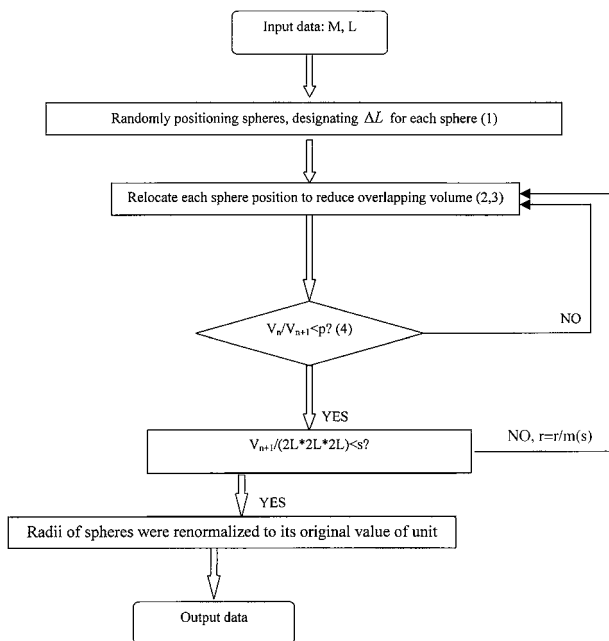 Input data: M, L
Randomly positioning spheres, designating ΔL for each sphere (1)
Relocate each sphere position to reduce overlapping volume (2,3)
Vn/Vn+1<p? (4)
NO
YES
Vn+1/(2L*2L*2L)<s?
NO, r=r/m(s)
YES
Radii of spheres were renormalized to its original value of unit
Output data